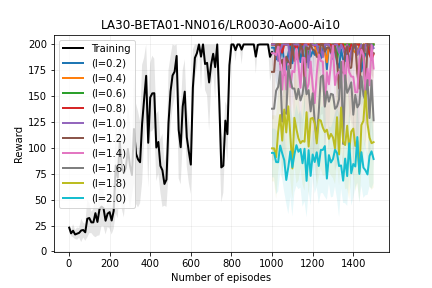 LA30-BETA01-NN016/LR0030-Ao00-Ai10
Reward
200
175
150
125
100
75
50
25
0
Training
(l=0.2)
(l=0.4)
(l=0.6)
(l=0.8)
(l=1.0)
(l=1.2)
(l=1.4)
(l=1.6)
(l=1.8)
(l=2.0)
0 200 400 600 800 1000 1200 1400
Number of episodes